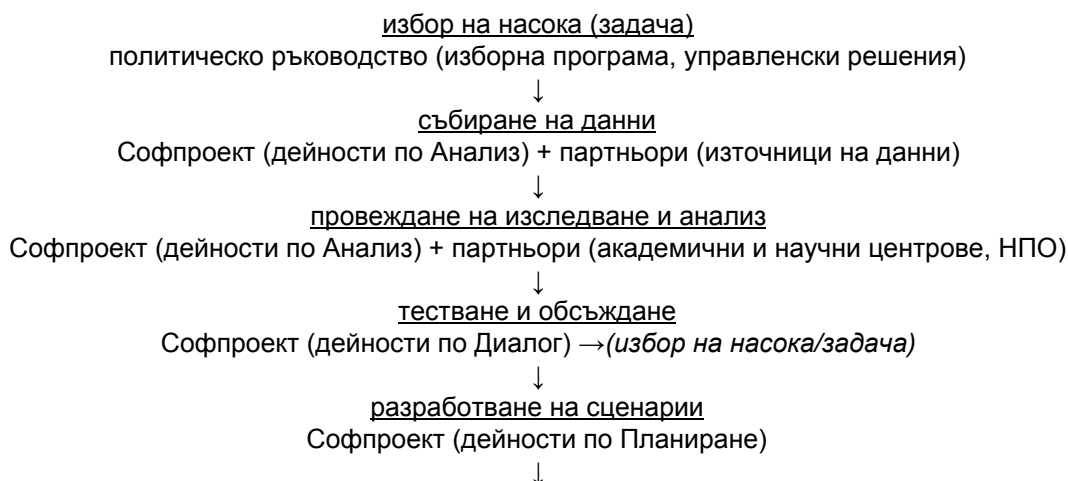 избор на насока (задача)
политическо ръководство (изборна програма, управленски решения)
↓
събиране на данни
Софпроект (дейности по Анализ) + партньори (източници на данни)
↓
провеждане на изследване и анализ
Софпроект (дейности по Анализ) + партньори (академични и научни центрове, НПО)
↓
тестване и обсъждане
Софпроект (дейности по Диалог) →(избор на насока/задача)
↓
разработване на сценарии
Софпроект (дейности по Планиране)
↓